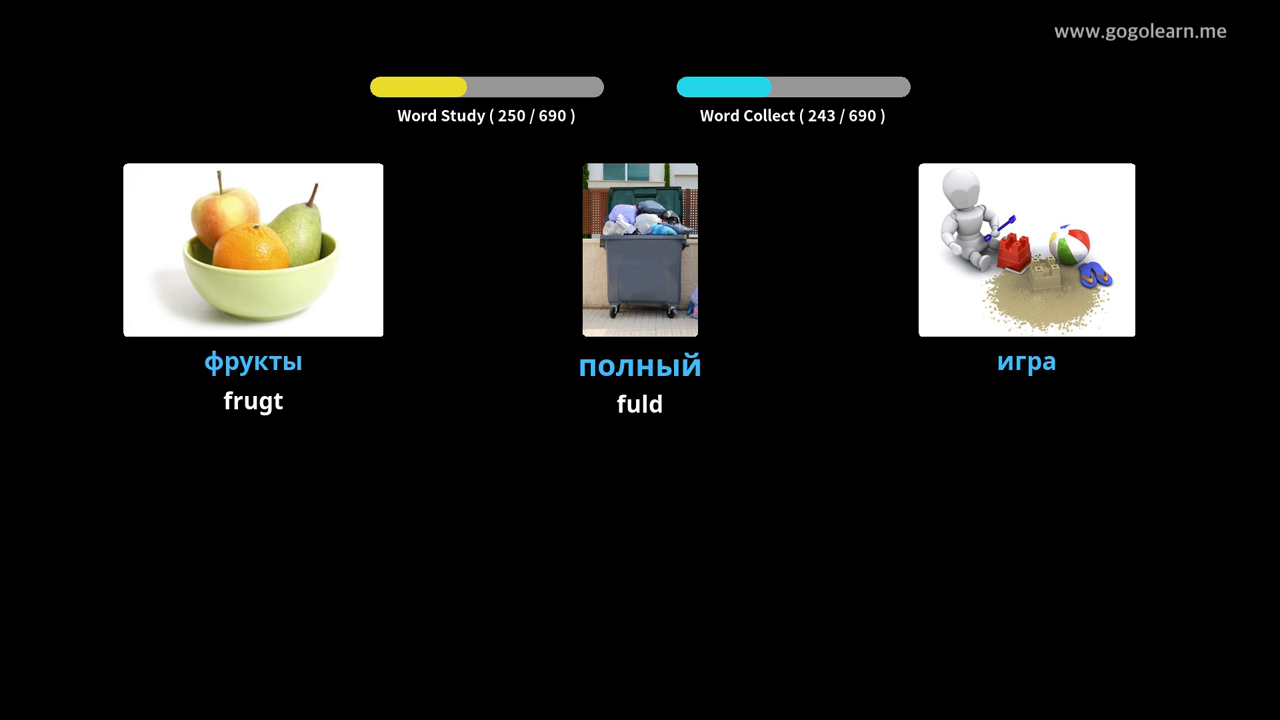 www.gogolearn.me
Word Study ( 250 / 690 )
Word Collect ( 243 / 690 )
фрукты
frugt
полный
fuld
игра